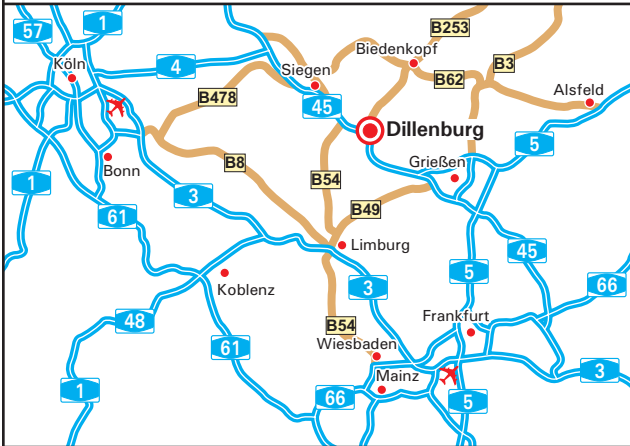 57
1
B253
Köln
4
Biedenkopf
B3
Siegen
B62
B478
45
Alsfeld
Dillenburg
5
Bonn
B8
Grießen
1
3
B54
61
B49
Limburg
45
5
Koblenz
3
66
48
B54
Frankfurt
61
Wiesbaden
1
Mainz
3
66
5